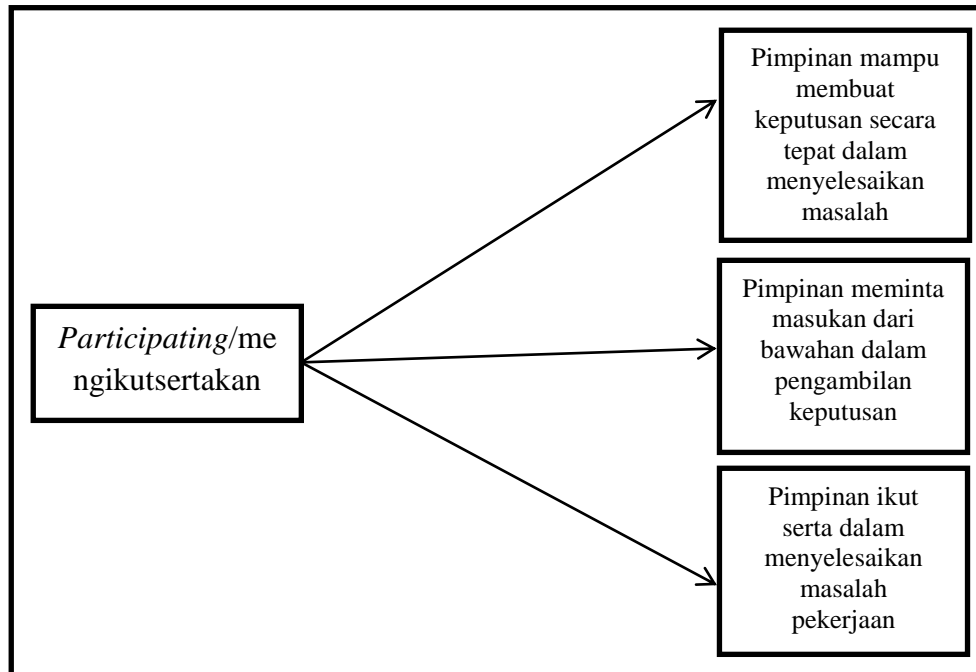 Pimpinan mampu
membuat
keputusan secara
tepat dalam
menyelesaikan
masalah
Participating/me
ngikutsertakan
Pimpinan meminta
masukan dari
bawahan dalam
pengambilan
keputusan
Pimpinan ikut
serta dalam
menyelesaikan
masalah
pekerjaan